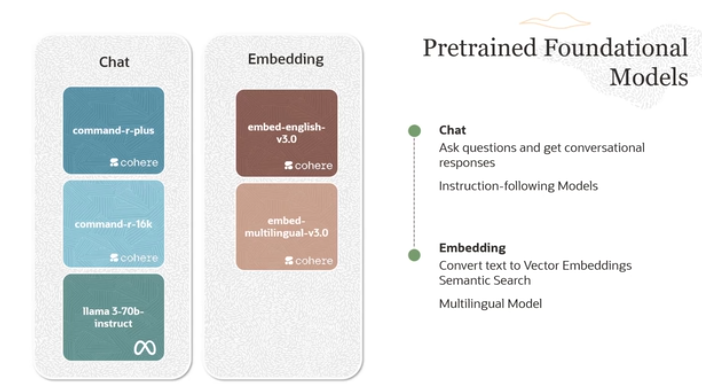 Chat
command-r-plus
cohere
command-r-16k
cohere
llama 3-70b-
instruct
Embedding
embed-english-
v3.0
cohere
embed-
multilingual-v3.0
cohere
Pretrained Foundational
Models
Chat
Ask questions and get conversational
responses
Instruction-following Models
Embedding
Convert text to Vector Embeddings
Semantic Search
Multilingual Model